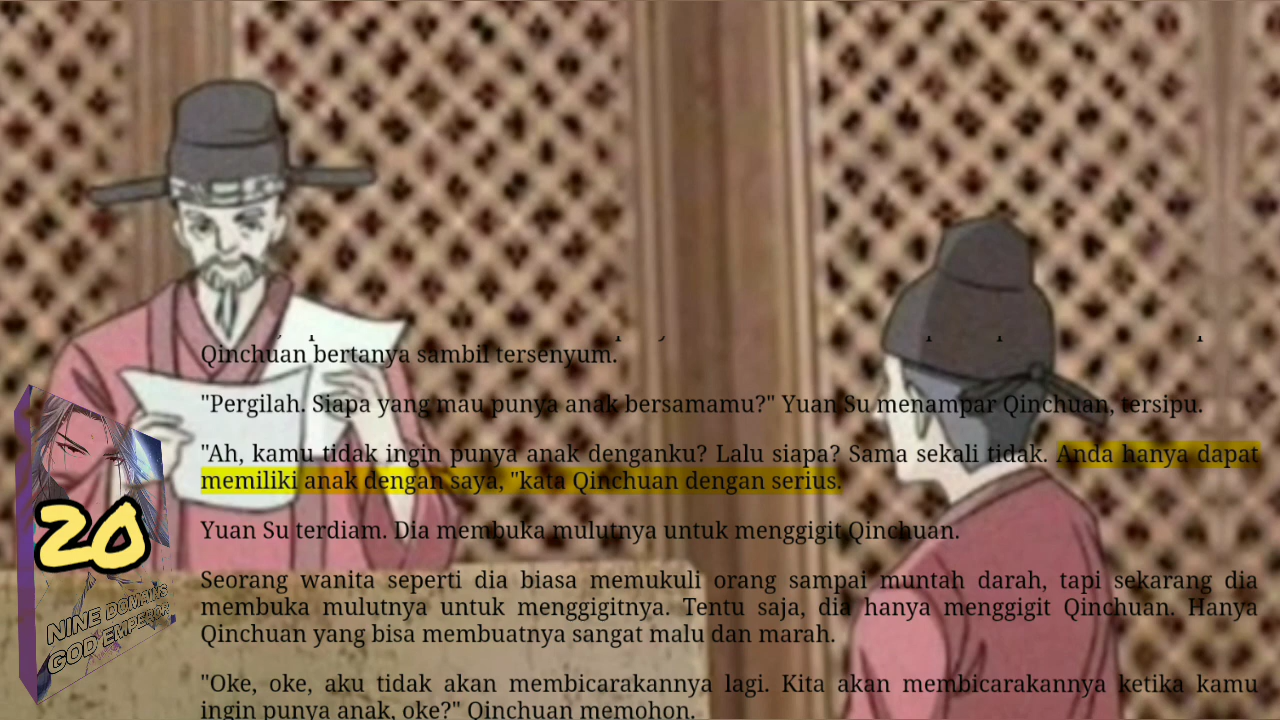 Qinchuan bertanya sambil tersenyum.
"Pergilah. Siapa yang mau punya anak bersamamu?" Yuan Su menampar Qinchuan, tersipu.
"Ah, kamu tidak ingin punya anak denganku? Lalu siapa? Sama sekali tidak. Anda hanya dapat
memiliki anak dengan saya, "kata Qinchuan dengan serius.
Yuan Su terdiam. Dia membuka mulutnya untuk menggigit Qinchuan.
Seorang wanita seperti dia biasa memukuli orang sampai muntah darah, tapi sekarang dia
membuka mulutnya untuk menggigitnya. Tentu saja, dia hanya menggigit Qinchuan. Hanya
Qinchuan yang bisa membuatnya sangat malu dan marah.
"Oke, oke, aku tidak akan membicarakannya lagi. Kita akan membicarakannya ketika kamu
ingin punya anak, oke?" Qinchuan memohon.
20
NINE DOMAINS
GOD EMPEROR